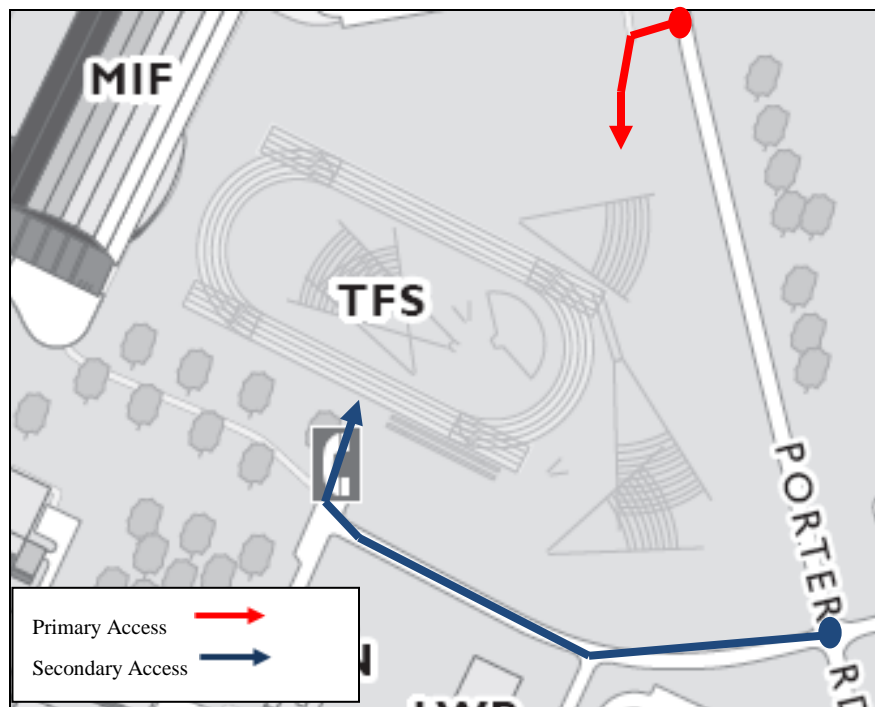 MIF
TFS
PORTER RD
Primary Access
Secondary Access
N